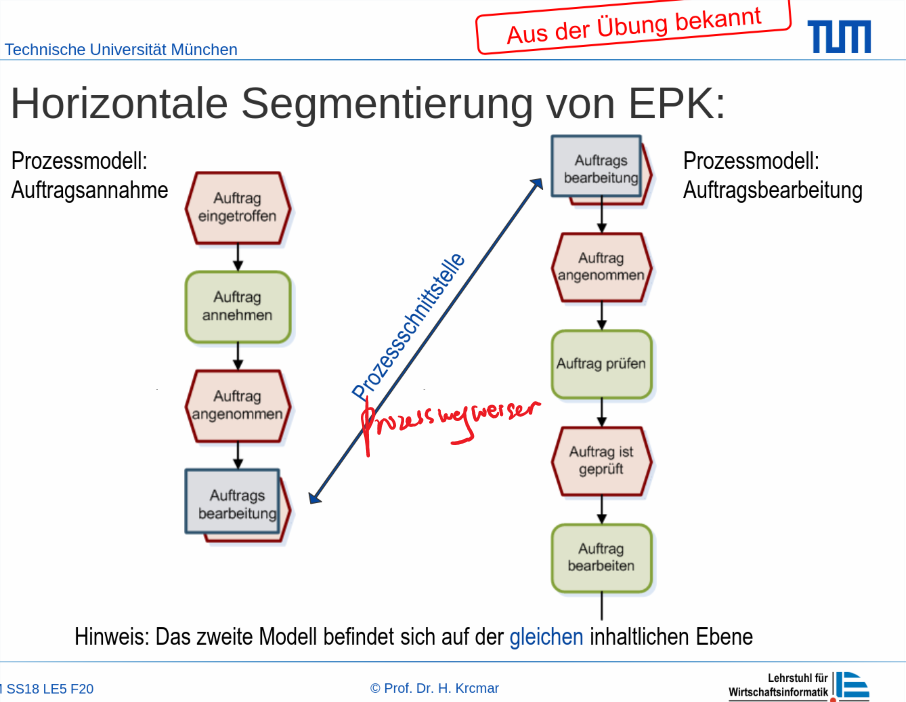 Aus der Übung bekannt
TUM
Technische Universität München
Horizontale Segmentierung von EPK:
Prozessmodell:
Auftragsannahme
Auftrag
eingetroffen
Auftrag
annehmen
Auftrag
angenommen
Auftrags
bearbeitung
Prozessschnittstelle
Prozesswegweiser
Auftrags
bearbeitung
Prozessmodell:
Auftragsbearbeitung
Auftrag
angenommen
Auftrag prüfen
Auftrag ist
geprüft
Auftrag
bearbeiten
Hinweis: Das zweite Modell befindet sich auf der gleichen inhaltlichen Ebene
SS18 LE5 F20
© Prof. Dr. H. Krcmar
Lehrstuhl für
Wirtschaftsinformatik